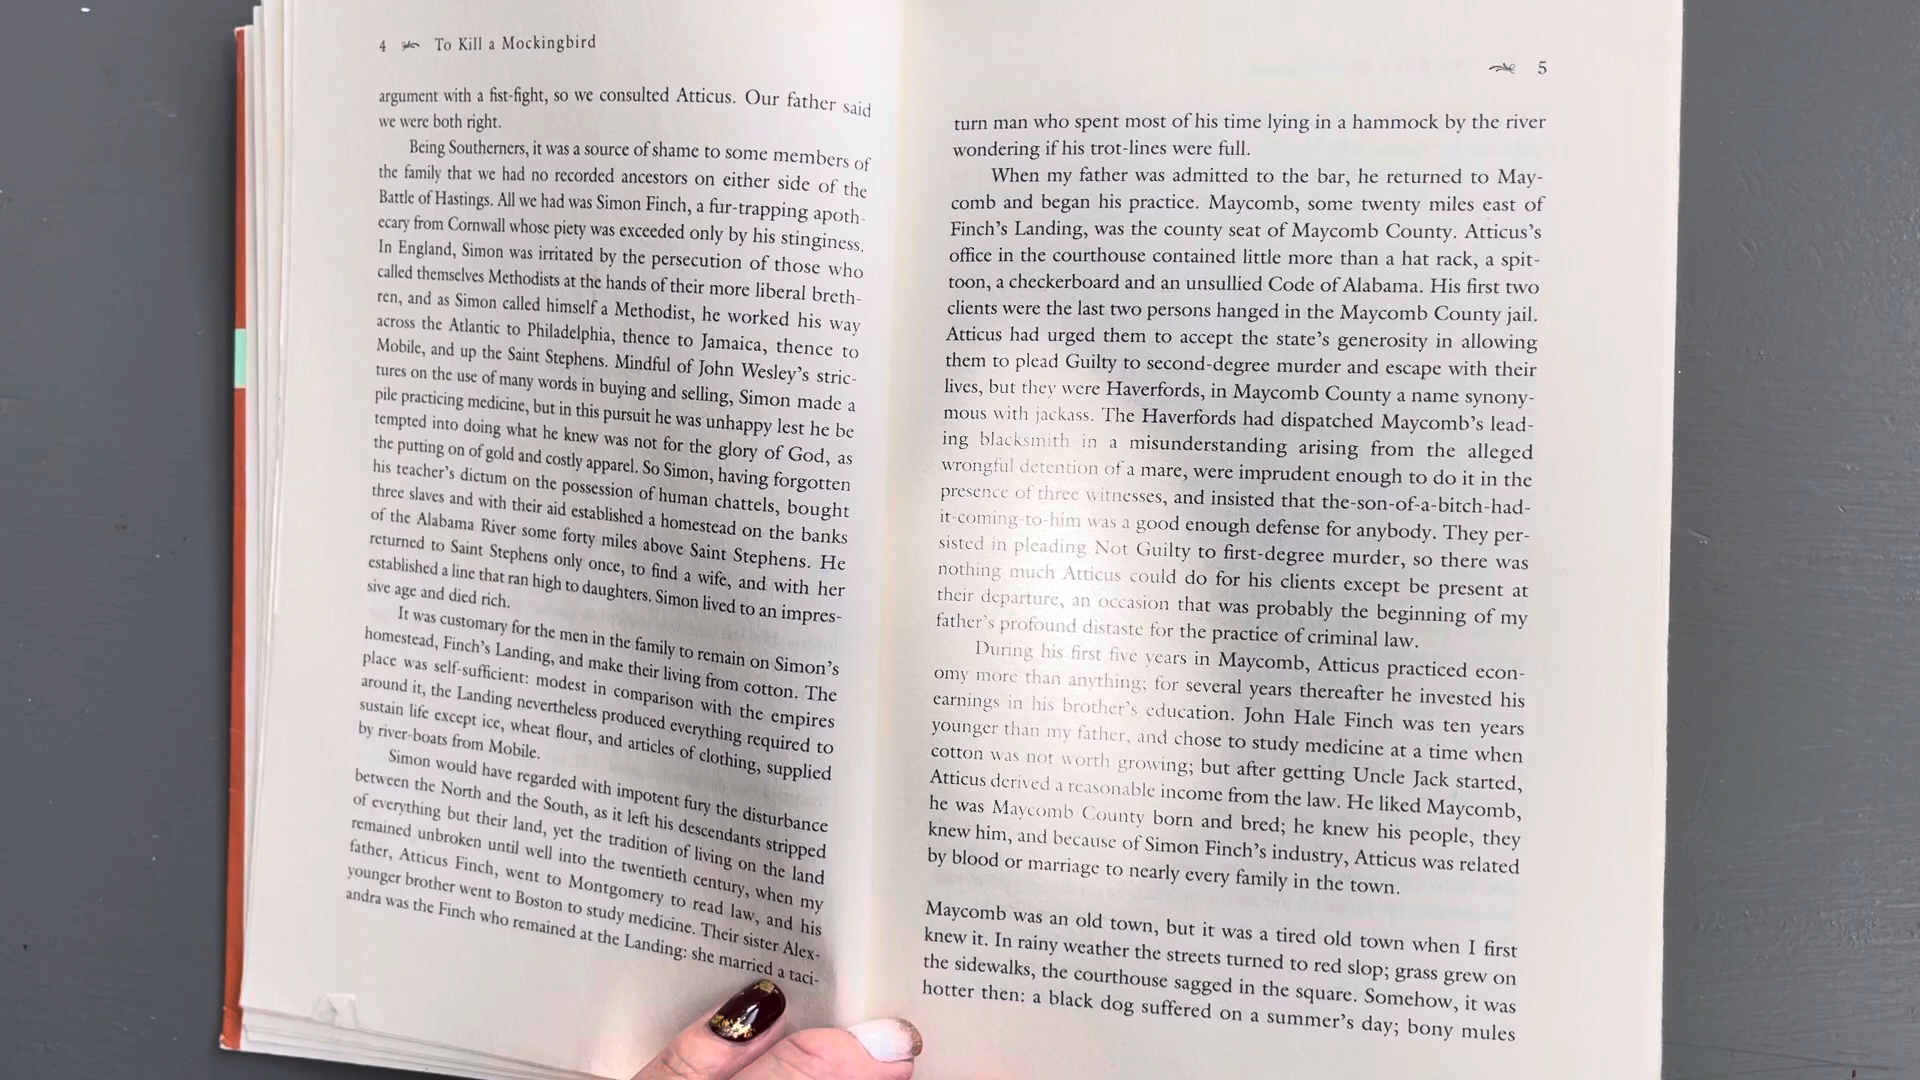 4 To Kill a Mockingbird
argument with a fist-fight, so we consulted Atticus. Our father said
we were both right.
Being Southerners, it was a source of shame to some members of
the family that we had no recorded ancestors on either side of the
Battle of Hastings. All we had was Simon Finch, a fur-trapping apoth-
ecary from Cornwall whose piety was exceeded only by his stinginess.
In England, Simon was irritated by the persecution of those who
called themselves Methodists at the hands of their more liberal breth-
ren, and as Simon called himself a Methodist, he worked his way
across the Atlantic to Philadelphia, thence to Jamaica, thence to
Mobile, and up the Saint Stephens. Mindful of John Wesley's stric-
tures on the use of many words in buying and selling, Simon made a
pile practicing medicine, but in this pursuit he was unhappy lest he be
tempted into doing what he knew was not for the glory of God, as
the putting on of gold and costly apparel. So Simon, having forgotten
his teacher's dictum on the possession of human chattels, bought
three slaves and with their aid established a homestead on the banks
of the Alabama River some forty miles above Saint Stephens. He
returned to Saint Stephens only once, to find a wife, and with her
established a line that ran high to daughters. Simon lived to an impres-
sive age and died rich.
It was customary for the men in the family to remain on Simon's
homestead, Finch's Landing, and make their living from cotton. The
place was self-sufficient: modest in comparison with the empires
around it, the Landing nevertheless produced everything required to
sustain life except ice, wheat flour, and articles of clothing, supplied
by river-boats from Mobile.
Simon would have regarded with impotent fury the disturbance
between the North and the South, as it left his descendants stripped
of everything but their land, yet the tradition of living on the land
remained unbroken until well into the twentieth century, when my
father, Atticus Finch, went to Montgomery to read law, and his
younger brother went to Boston to study medicine. Their sister Alex-
andra was the Finch who remained at the Landing: she married a taci-
5
turn man who spent most of his time lying in a hammock by the river
wondering if his trot-lines were full.
When my father was admitted to the bar, he returned to May-
comb and began his practice. Maycomb, some twenty miles east of
Finch's Landing, was the county seat of Maycomb County. Atticus's
office in the courthouse contained little more than a hat rack, a spit-
toon, a checkerboard and an unsullied Code of Alabama. His first two
clients were the last two persons hanged in the Maycomb County jail.
Atticus had urged them to accept the state's generosity in allowing
them to plead Guilty to second-degree murder and escape with their
lives, but they were Haverfords, in Maycomb County a name synony-
mous with jackass. The Haverfords had dispatched Maycomb's lead-
ing blacksmith in a misunderstanding arising from the alleged
wrongful detention of a mare, were imprudent enough to do it in the
presence of three witnesses, and insisted that the-son-of-a-bitch-had-
it-coming-to-him was a good enough defense for anybody. They per-
sisted in pleading Not Guilty to first-degree murder, so there was
nothing much Atticus could do for his clients except be present at
their departure, an occasion that was probably the beginning of my
father's profound distaste for the practice of criminal law.
During his first five years in Maycomb, Atticus practiced econ-
omy more than anything; for several years thereafter he invested his
earnings in his brother's education. John Hale Finch was ten years
younger than my father, and chose to study medicine at a time when
cotton was not worth growing; but after getting Uncle Jack started,
Atticus derived a reasonable income from the law. He liked Maycomb,
he was Maycomb County born and bred; he knew his people, they
knew him, and because of Simon Finch's industry, Atticus was related
by blood or marriage to nearly every family in the town.
Maycomb was an old town, but it was a tired old town when I first
knew it. In rainy weather the streets turned to red slop; grass grew on
the sidewalks, the courthouse sagged in the square. Somehow, it was
hotter then: a black dog suffered on a summer's day; bony mules